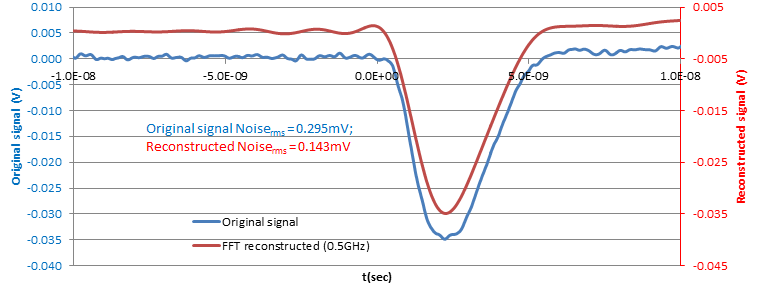 0.010
0.005
0.000
-0.005
-0.010
-0.015
-0.020
-0.025
-0.030
-0.035
-0.040
Original signal (V)
-1.0E-08
-5.0E-09
0.0E+00
5.0E-09
1.0E-08
Original signal Noiserms = 0.295mV;
Reconstructed Noiserms = 0.143mV
Original signal
FFT reconstructed (0.5GHz)
t(sec)
0.005
-0.005
-0.015
-0.025
-0.035
-0.045
Reconstructed signal (V)